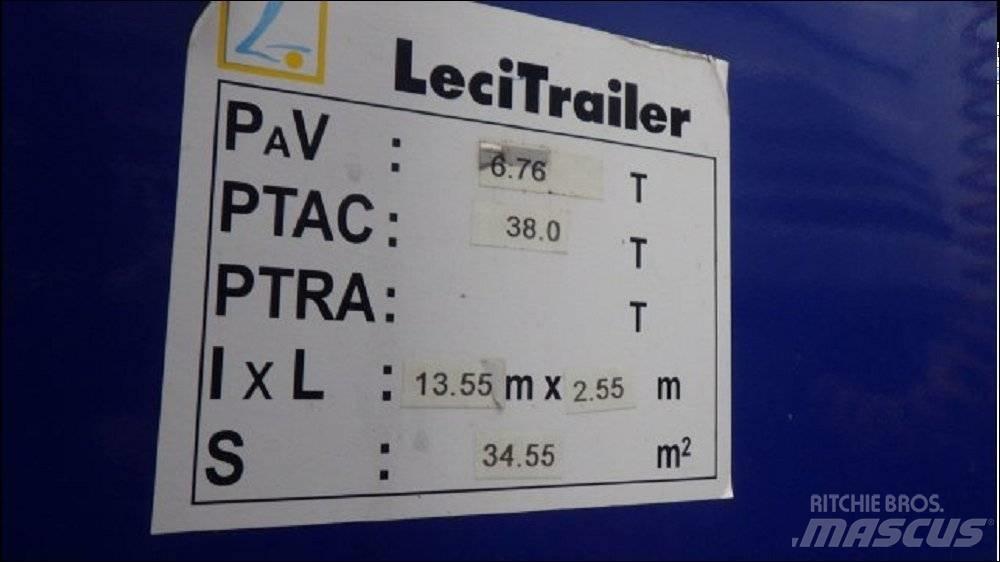 LeciTrailer
PAV : 6.76 T
PTAC : 38.0 T
PTRA : T
l x L : 13.55 m x 2.55 m
S : 34.55 m²
RITCHIE BROS.
MASCUS